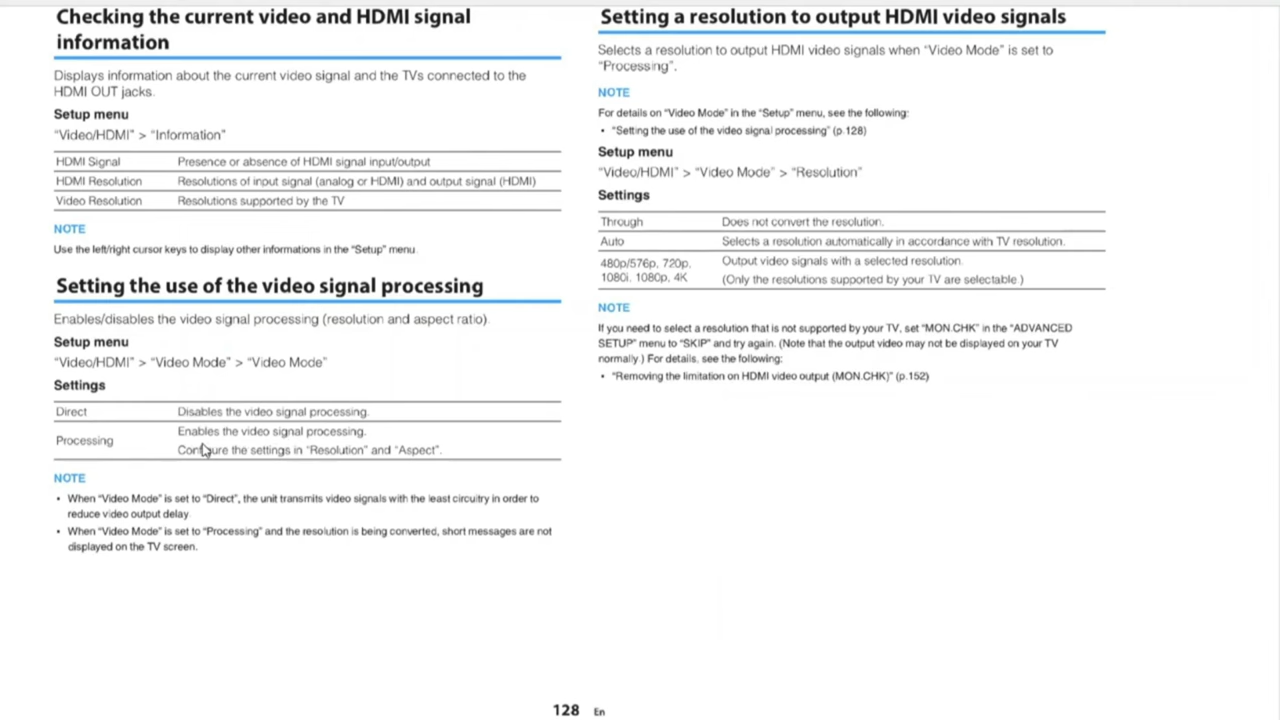 Checking the current video and HDMI signal
information
Displays information about the current video signal and the TVs connected to the
HDMI OUT jacks.
Setup menu
“Video/HDMI” > “Information”
HDMI Signal Presence or absence of HDMI signal input/output
HDMI Resolution Resolutions of input signal (analog or HDMI) and output signal (HDMI)
Video Resolution Resolutions supported by the TV
NOTE
Use the left/right cursor keys to display other informations in the “Setup” menu.
Setting the use of the video signal processing
Enables/disables the video signal processing (resolution and aspect ratio).
Setup menu
“Video/HDMI” > “Video Mode” > “Video Mode”
Settings
Direct Disables the video signal processing.
Processing
Enables the video signal processing.
Configure the settings in “Resolution” and “Aspect”.
NOTE
• When “Video Mode” is set to “Direct”, the unit transmits video signals with the least circuitry in order to
reduce video output delay.
• When “Video Mode” is set to “Processing” and the resolution is being converted, short messages are not
displayed on the TV screen.
Setting a resolution to output HDMI video signals
Selects a resolution to output HDMI video signals when “Video Mode” is set to
“Processing”.
NOTE
For details on “Video Mode” in the “Setup” menu, see the following:
• “Setting the use of the video signal processing” (p.128)
Setup menu
“Video/HDMI” > “Video Mode” > “Resolution”
Settings
Through Does not convert the resolution.
Auto Selects a resolution automatically in accordance with TV resolution.
480p/576p, 720p, Output video signals with a selected resolution.
1080i, 1080p, 4K (Only the resolutions supported by your TV are selectable.)
NOTE
If you need to select a resolution that is not supported by your TV, set “MON.CHK” in the “ADVANCED
SETUP” menu to “SKIP” and try again. (Note that the output video may not be displayed on your TV
normally.) For details, see the following:
• “Removing the limitation on HDMI video output (MON.CHK)” (p.152)
128 En